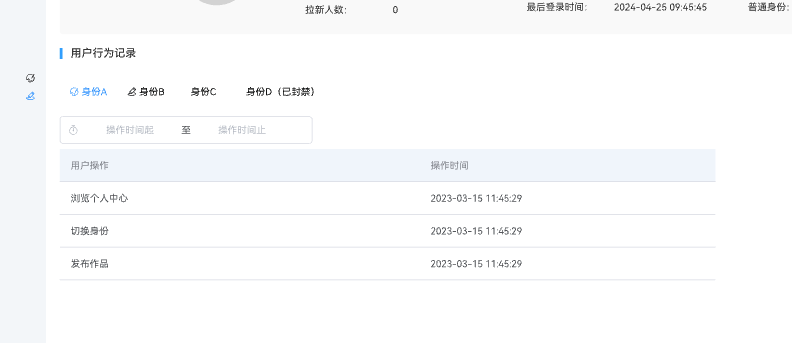 拉新人数: 0 最后登录时间: 2024-04-25 09:45:45 普通身份:
用户行为记录
身份A 身份B 身份C 身份D（已封禁）
操作时间起 至 操作时间止
用户操作 操作时间
浏览个人中心 2023-03-15 11:45:29
切换身份 2023-03-15 11:45:29
发布作品 2023-03-15 11:45:29